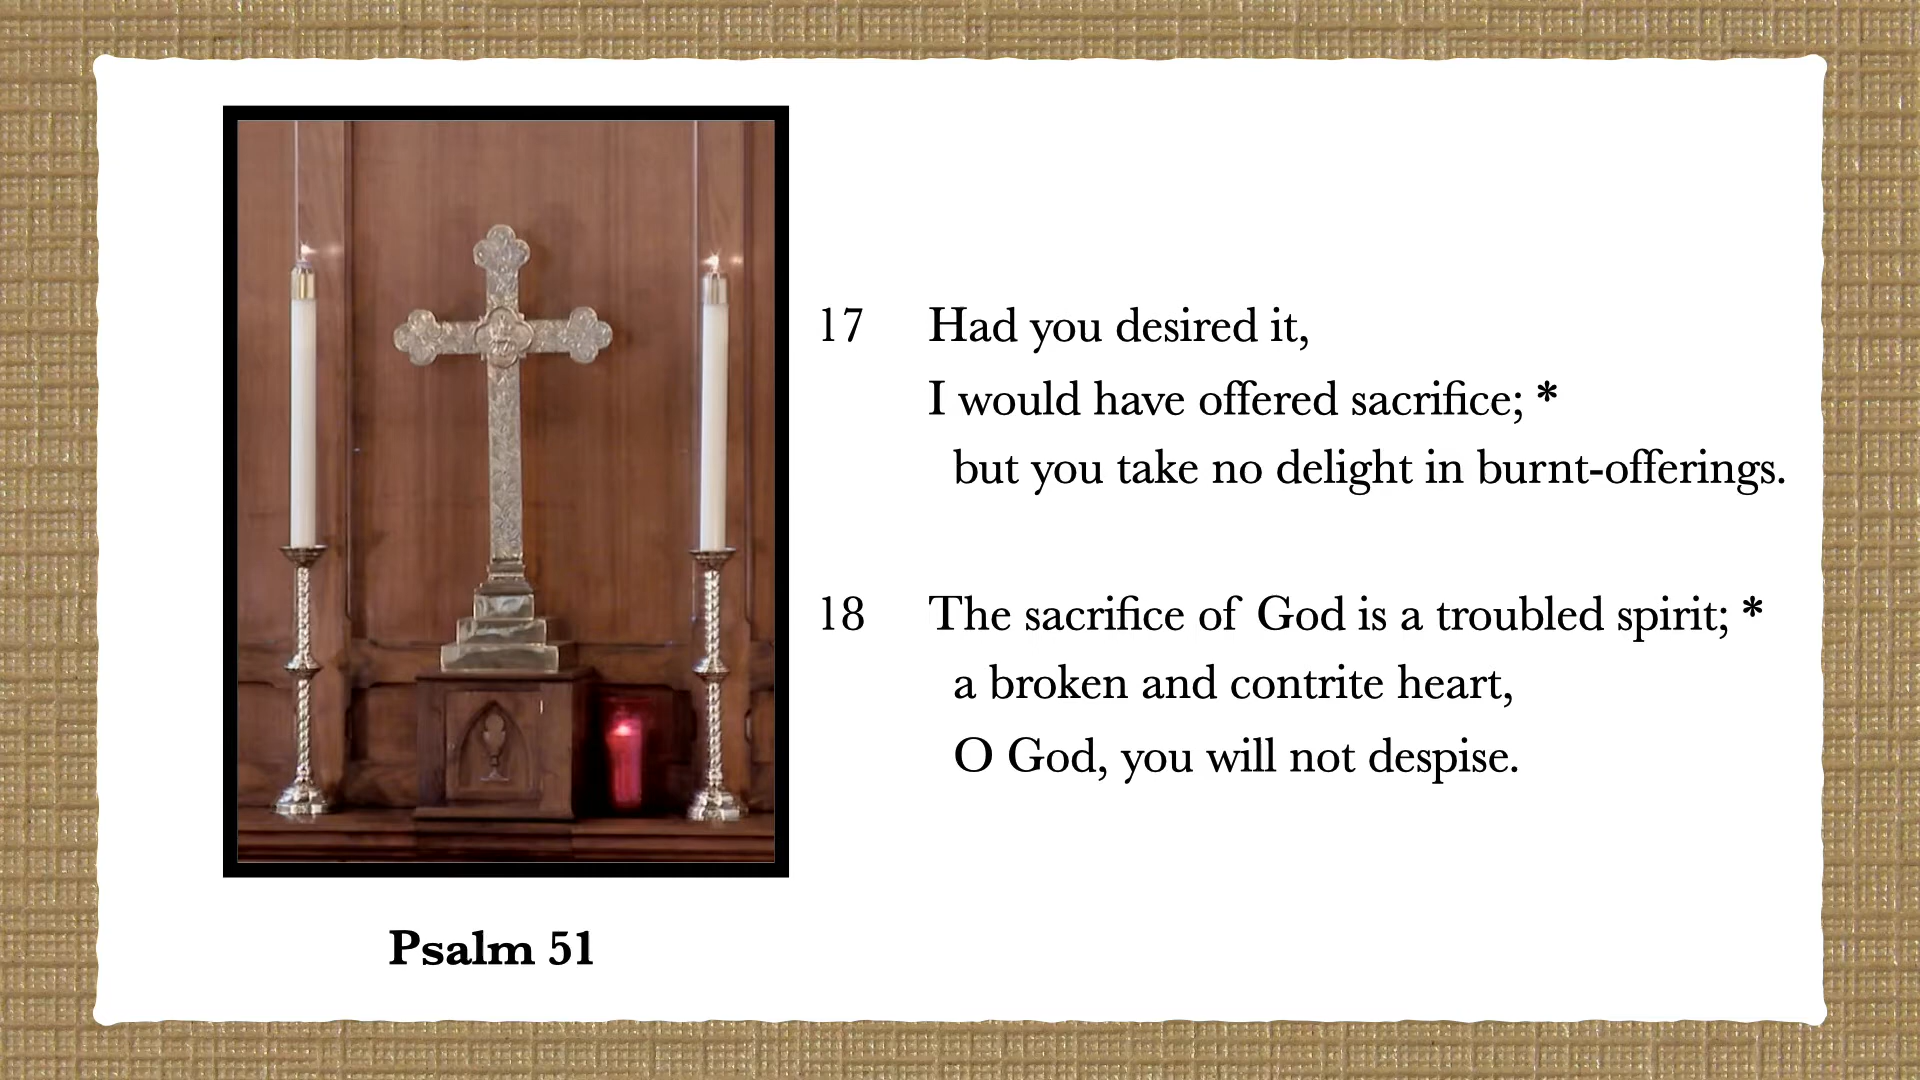 17 Had you desired it,
I would have offered sacrifice; *
but you take no delight in burnt-offerings.
18 The sacrifice of God is a troubled spirit; *
a broken and contrite heart,
O God, you will not despise.
Psalm 51